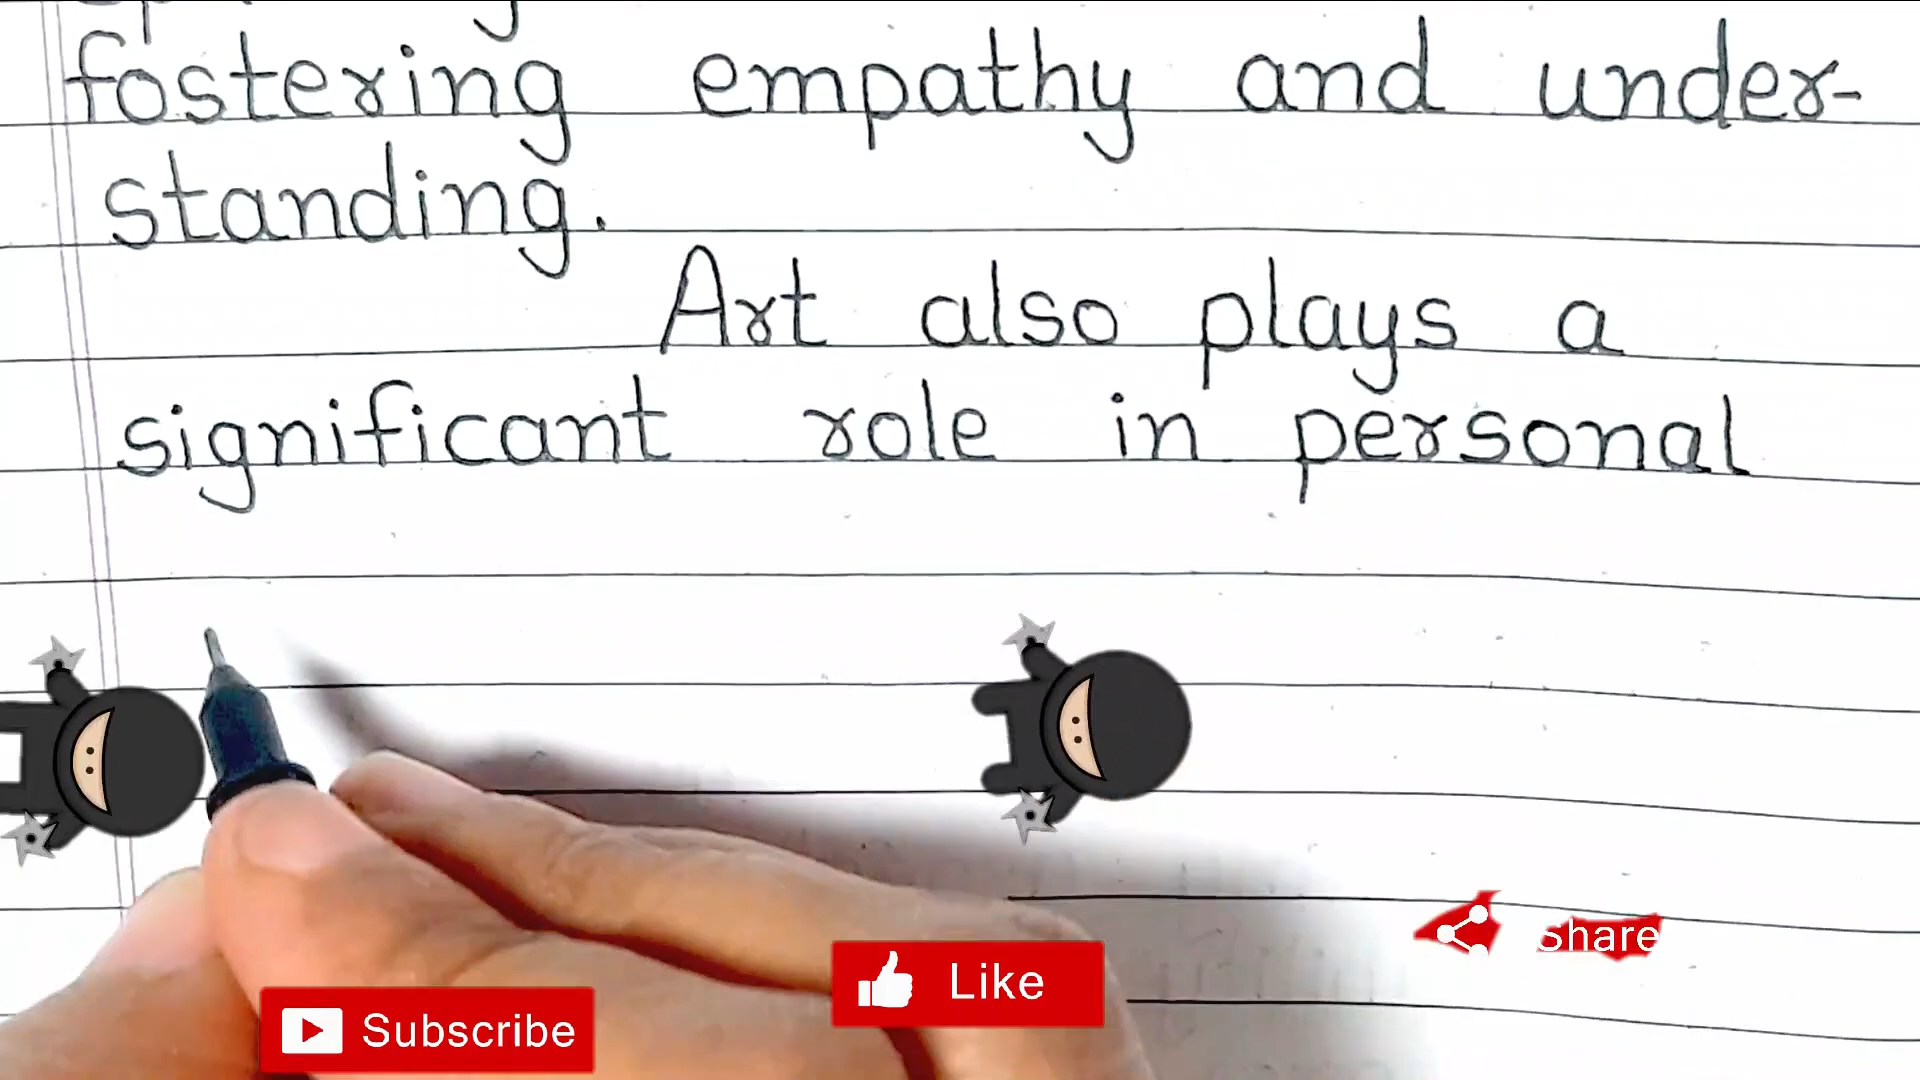 fostering empathy and under-
standing.
Art also plays a
significant role in personal
Share
Like
Subscribe